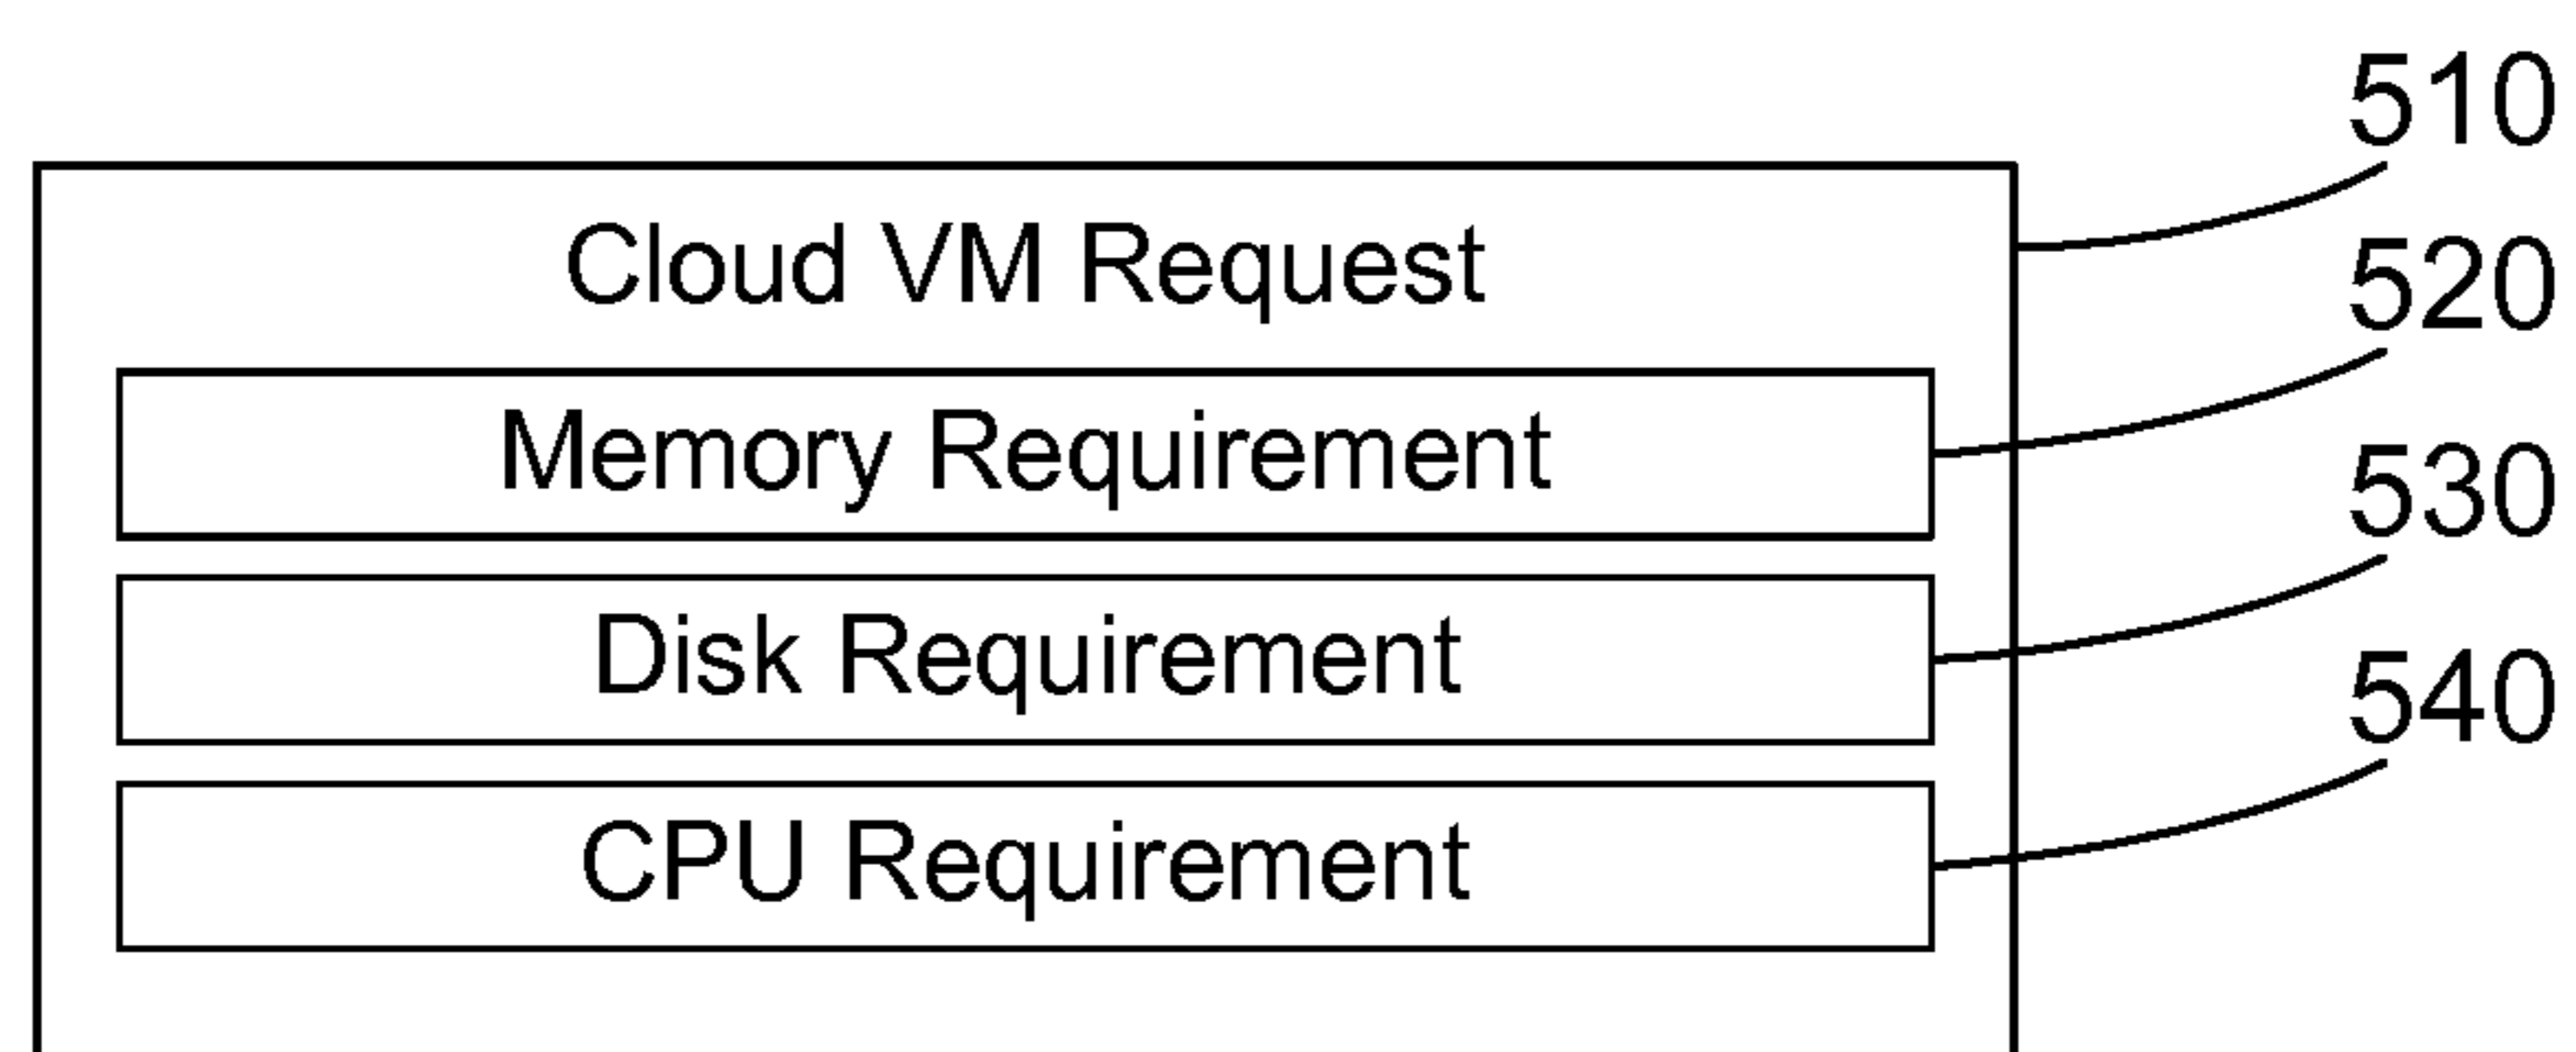 510
Cloud VM Request
520
Memory Requirement
530
Disk Requirement
540
CPU Requirement